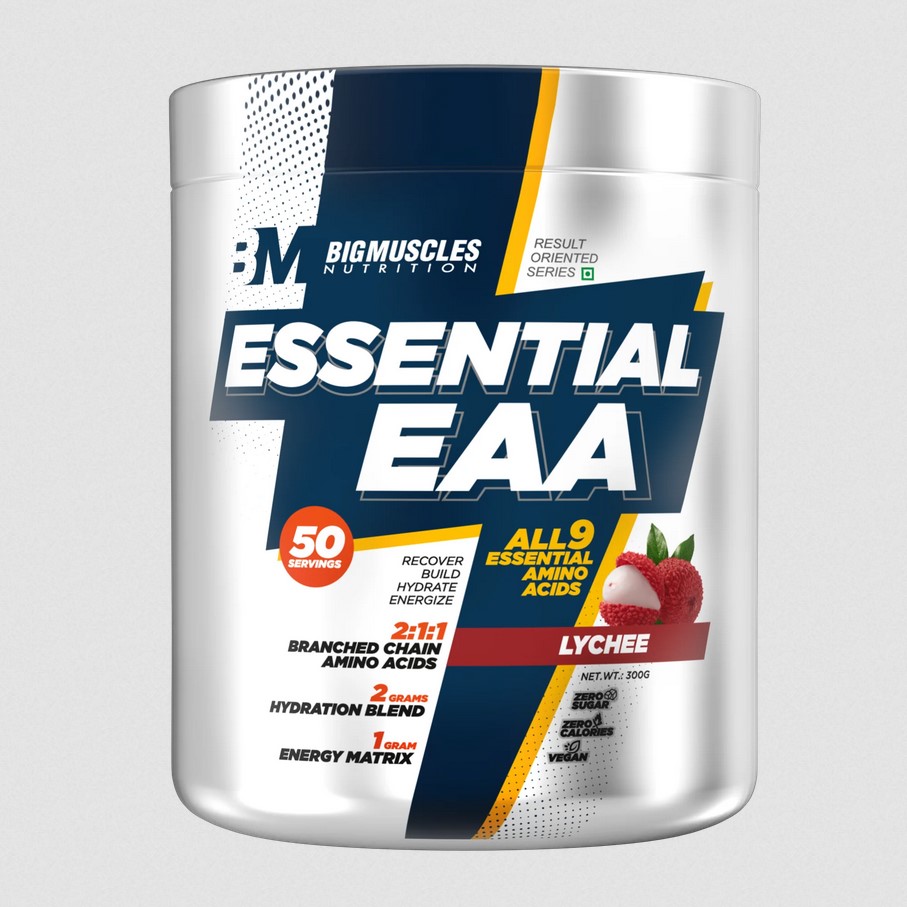 BM
BIGMUSCLES
NUTRITION
RESULT
ORIENTED
SERIES
ESSENTIAL
EAA
50
SERVINGS
RECOVER
BUILD
HYDRATE
ENERGIZE
ALL 9
ESSENTIAL
AMINO
ACIDS
2:1:1
BRANCHED CHAIN
AMINO ACIDS
LYCHEE
NET.WT.: 300G
2 GRAMS
HYDRATION BLEND
ZERO
SUGAR
ZERO
CALORIES
VEGAN
1 GRAM
ENERGY MATRIX